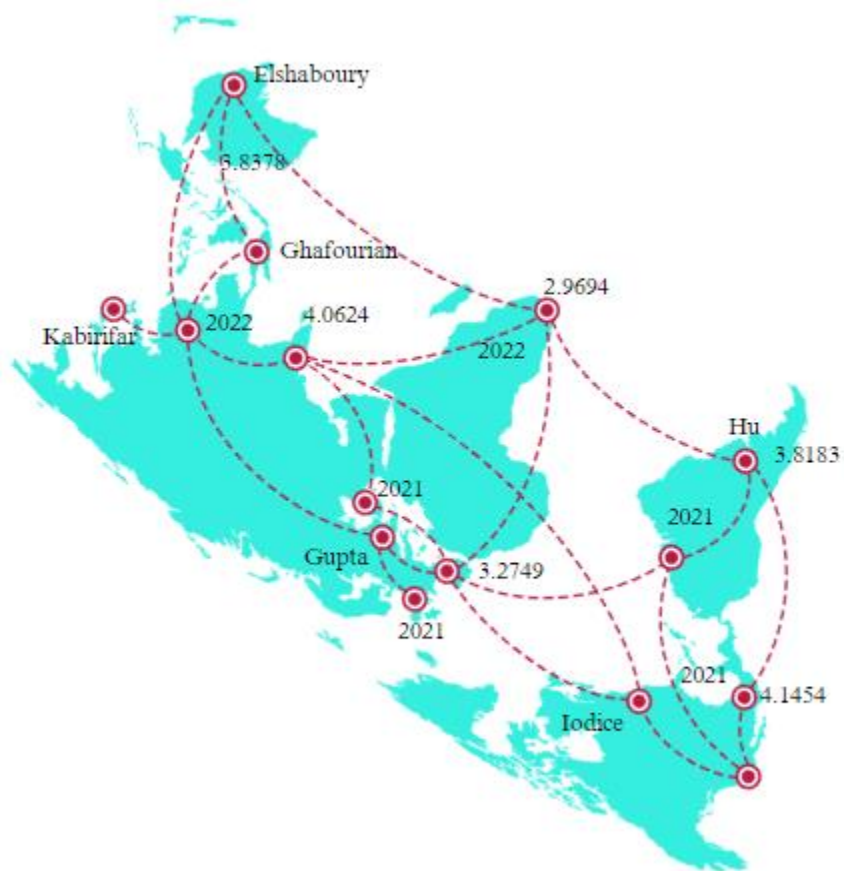 Elshaboury
3.8378
Ghafourian
2.9694
4.0624
2022
Kabirifar
2022
Hu
3.8183
2021
2021
Gupta
3.2749
2021
2021
4.1454
Iodice